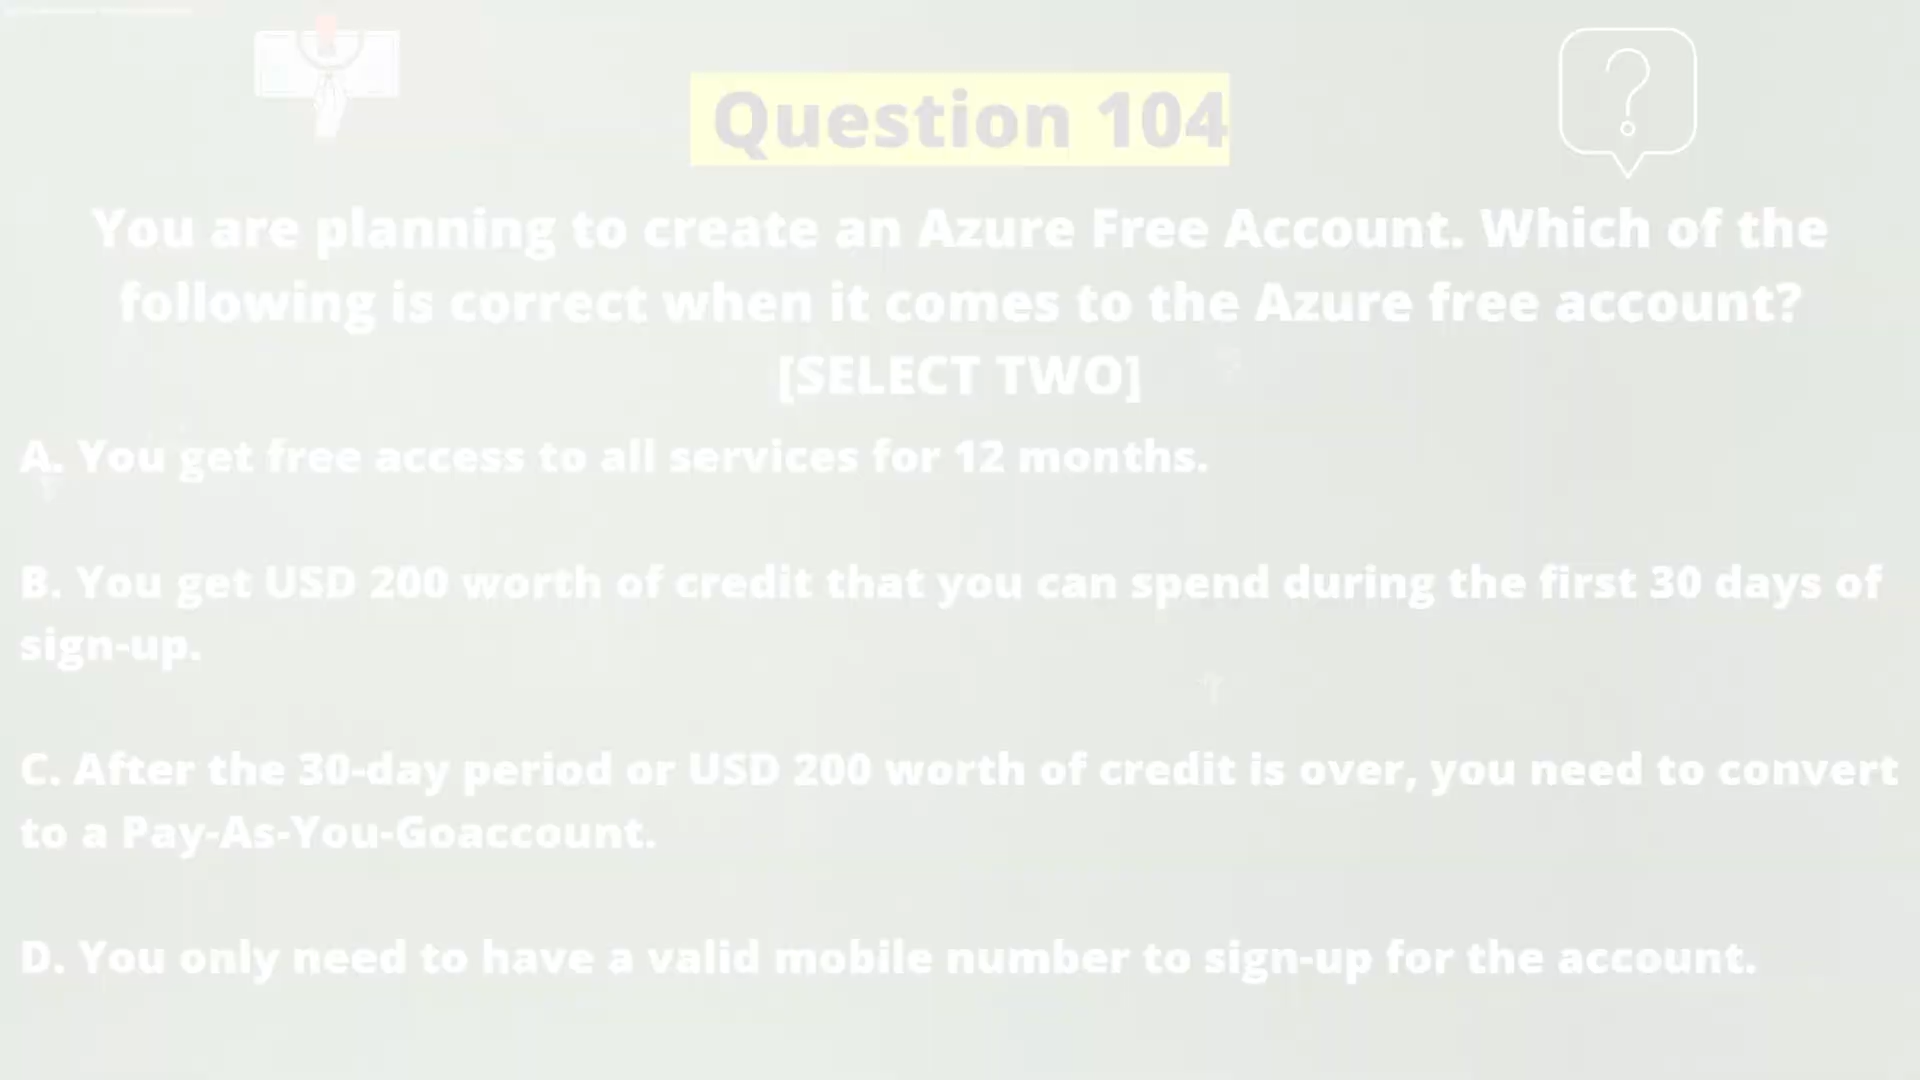 Question 104
You are planning to create an Azure Free Account. Which of the
following is correct when it comes to the Azure free account?
[SELECT TWO]
A. You get free access to all services for 12 months.
B. You get USD 200 worth of credit that you can spend during the first 30 days of
sign-up.
C. After the 30-day period or USD 200 worth of credit is over, you need to convert
to a Pay-As-You-Goaccount.
D. You only need to have a valid mobile number to sign-up for the account.